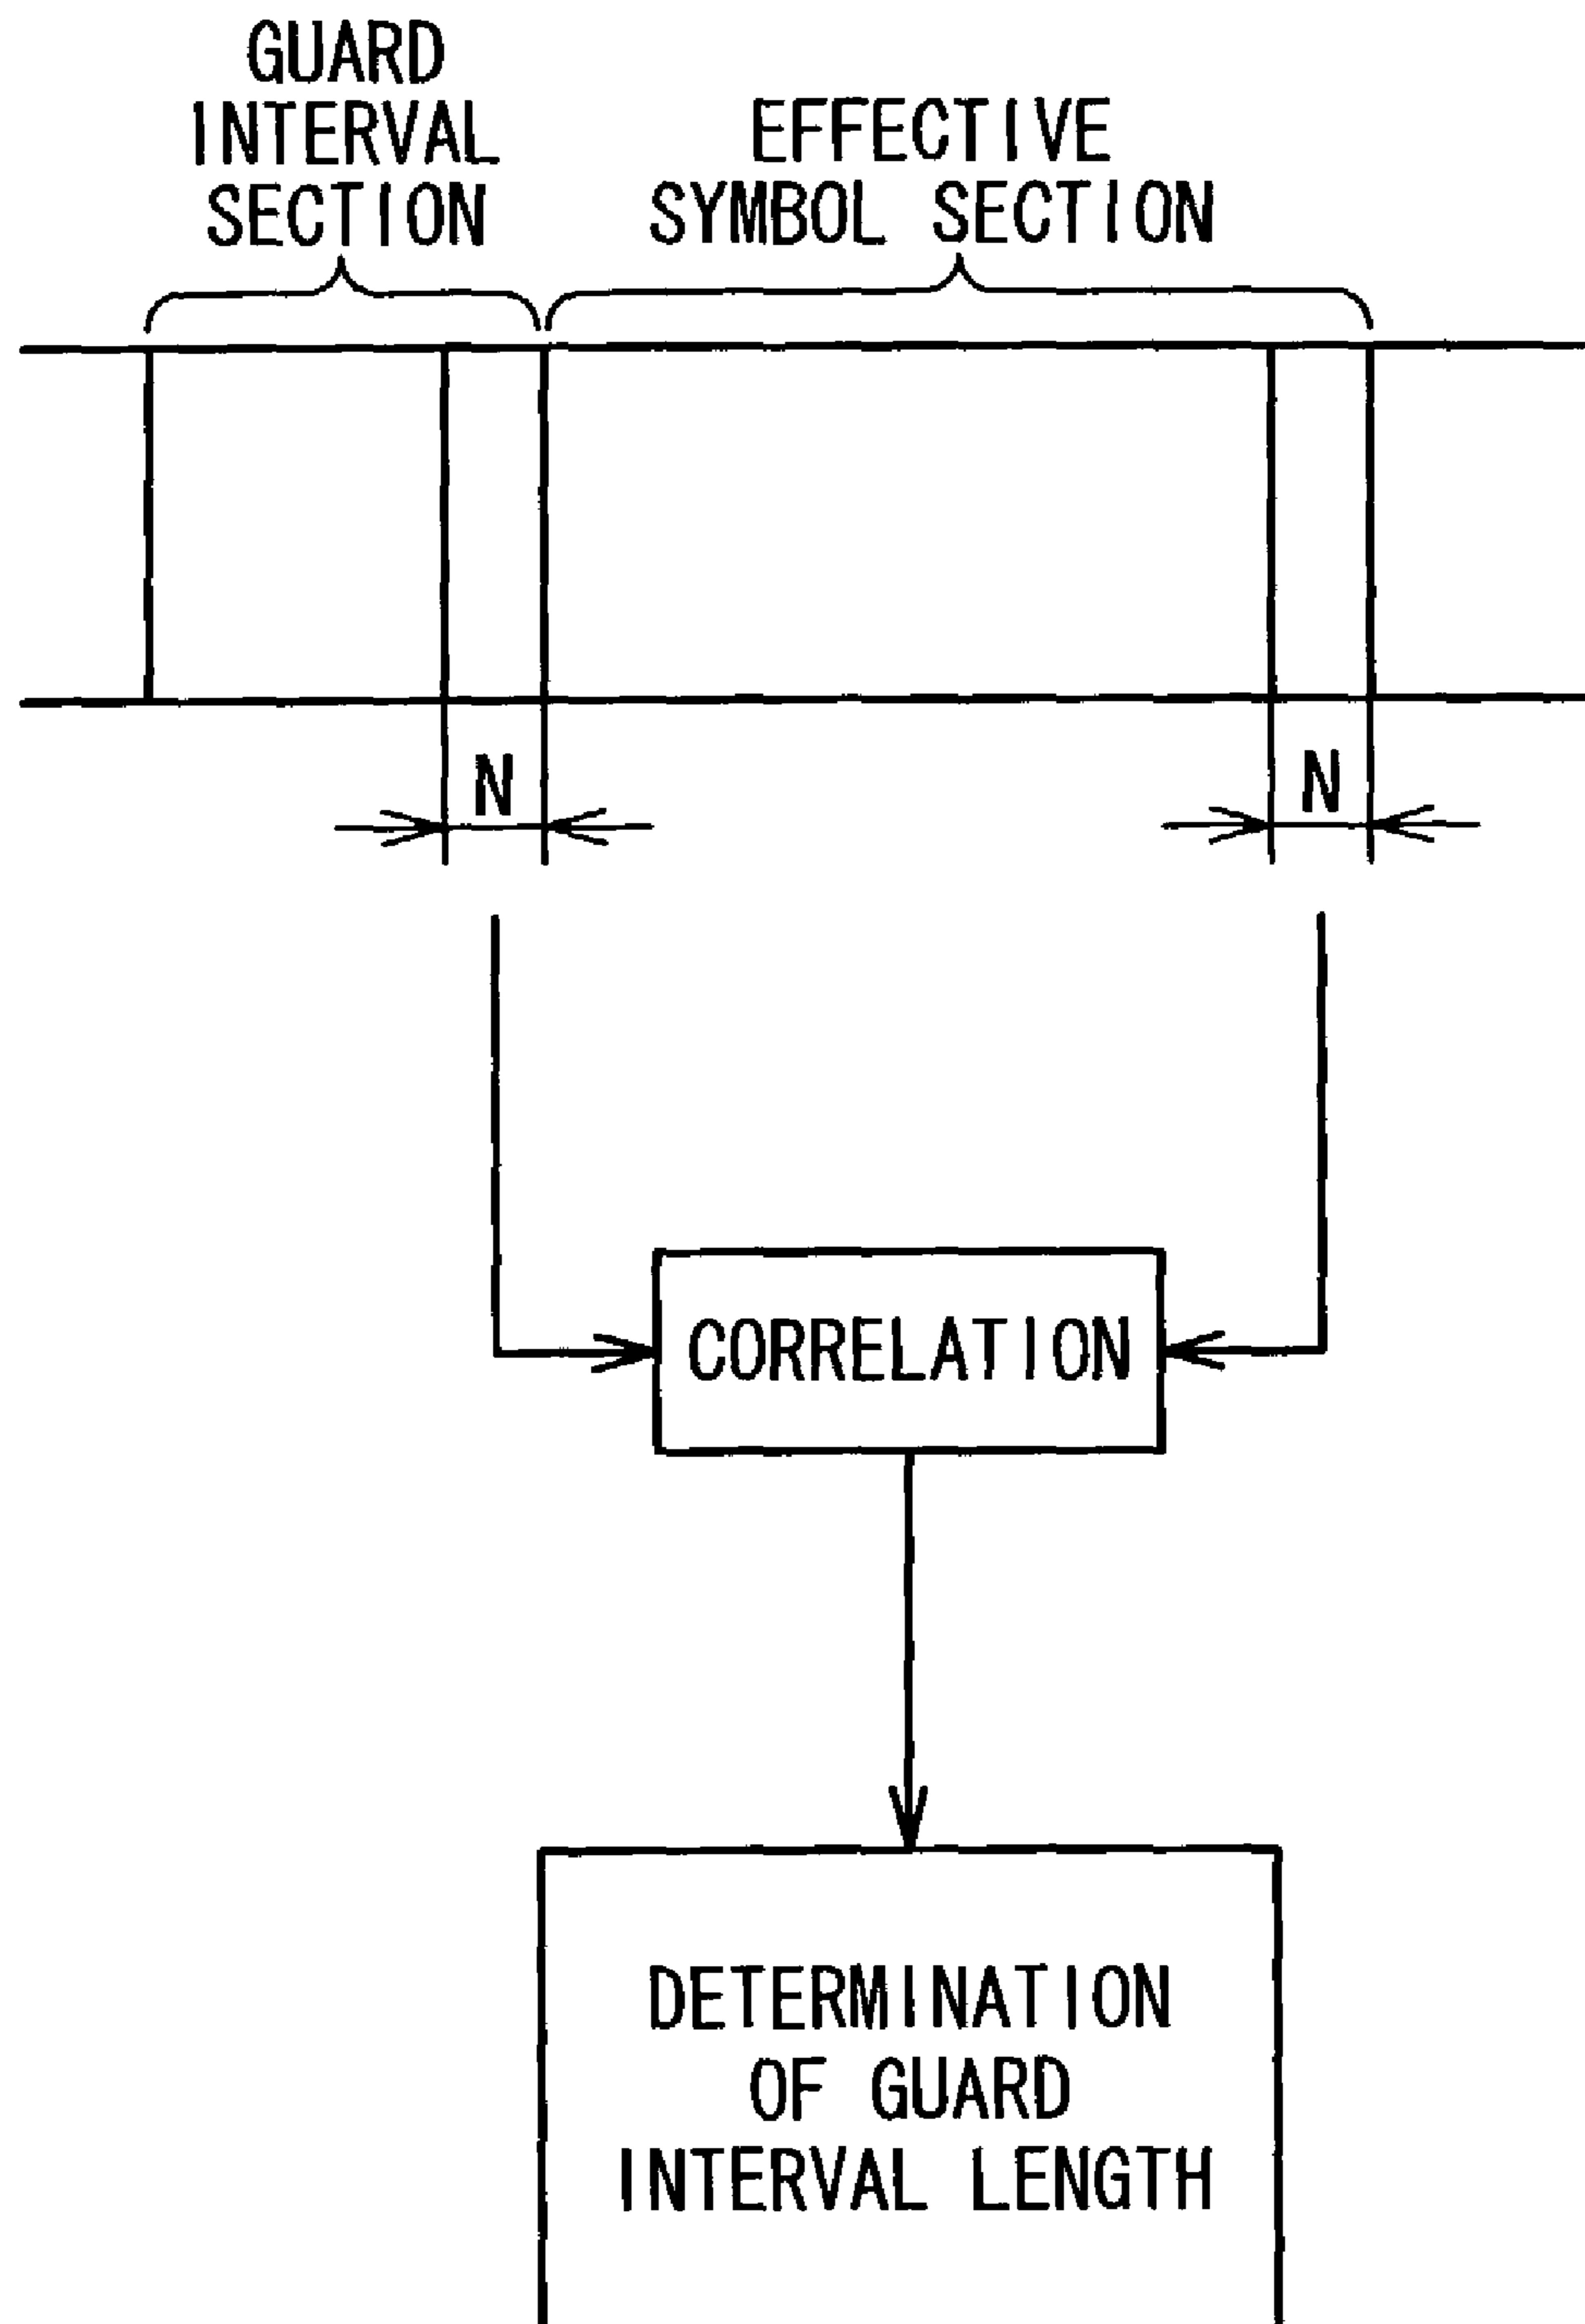 GUARD
INTERVAL
SECTION
EFFECTIVE
SYMBOL SECTION
N
N
CORRELATION
DETERMINATION
OF GUARD
INTERVAL LENGTH